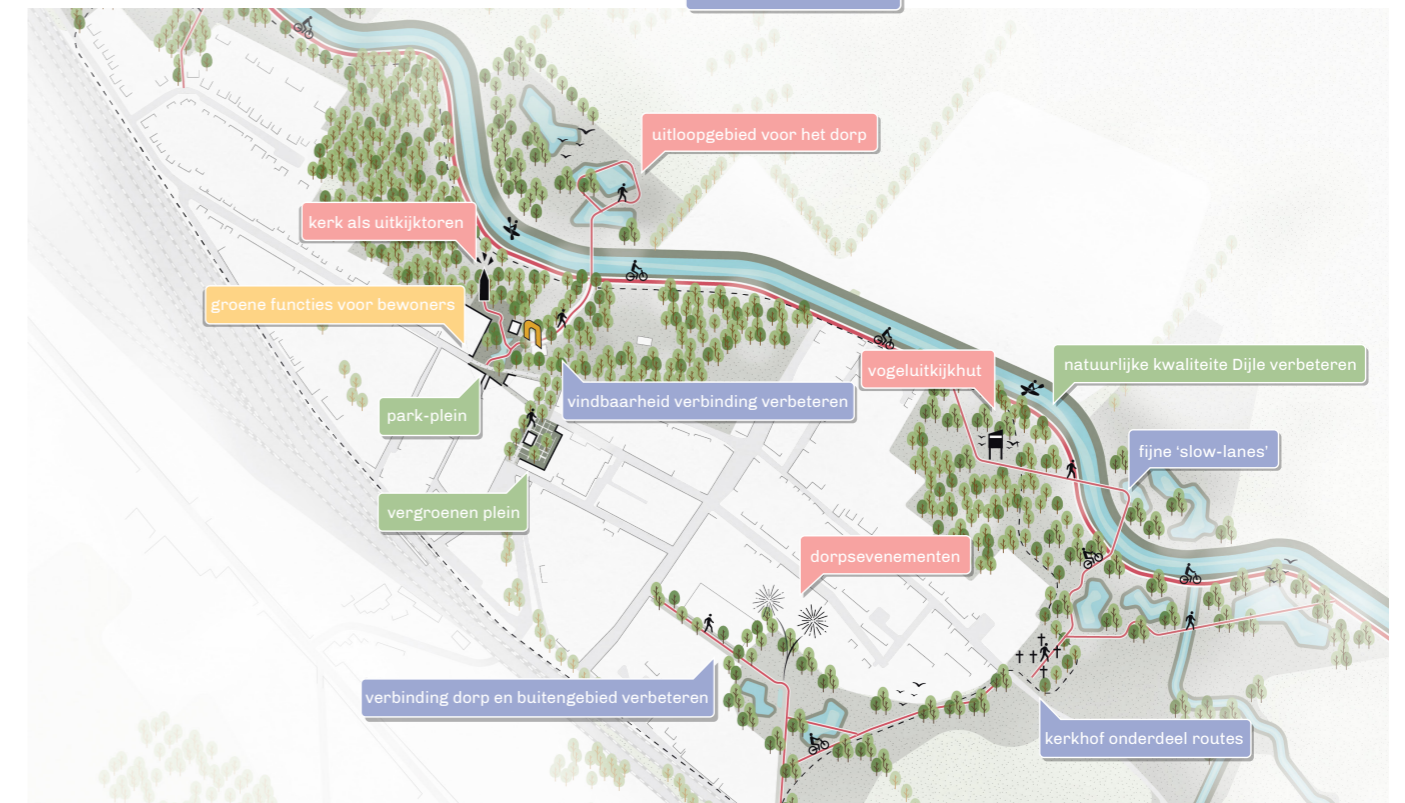 uitloopgebied voor het dorp
kerk als uitkijktoren
groene functies voor bewoners
natuurlijke kwaliteite Dijle verbeteren
vogeluitkijkhut
vindbaarheid verbinding verbeteren
park-plein
fijne ‘slow-lanes’
vergroenen plein
dorpsevenementen
verbinding dorp en buitengebied verbeteren
kerkhof onderdeel routes